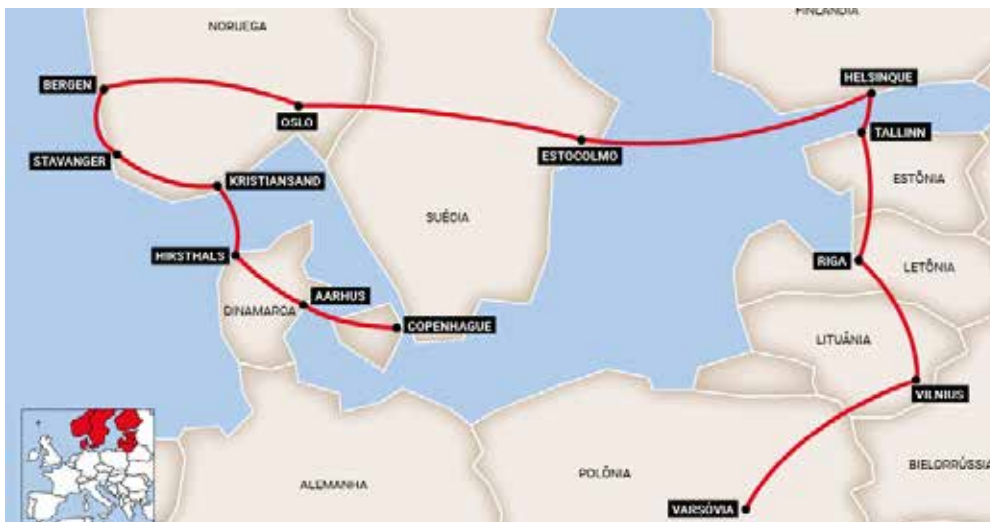 NORUEGA
FINLÂNDIA
BERGEN
HELSINQUE
OSLO
TALLINN
ESTOCOLMO
STAVANGER
KRISTIANSAND
ESTÔNIA
SUÉCIA
HIRSTHALS
RIGA
LETÔNIA
AARHUS
DINAMARCA
COPENHAGUE
LITUÂNIA
VILNIUS
POLÔNIA
BIELORRÚSSIA
ALEMANHA
VARSÓVIA